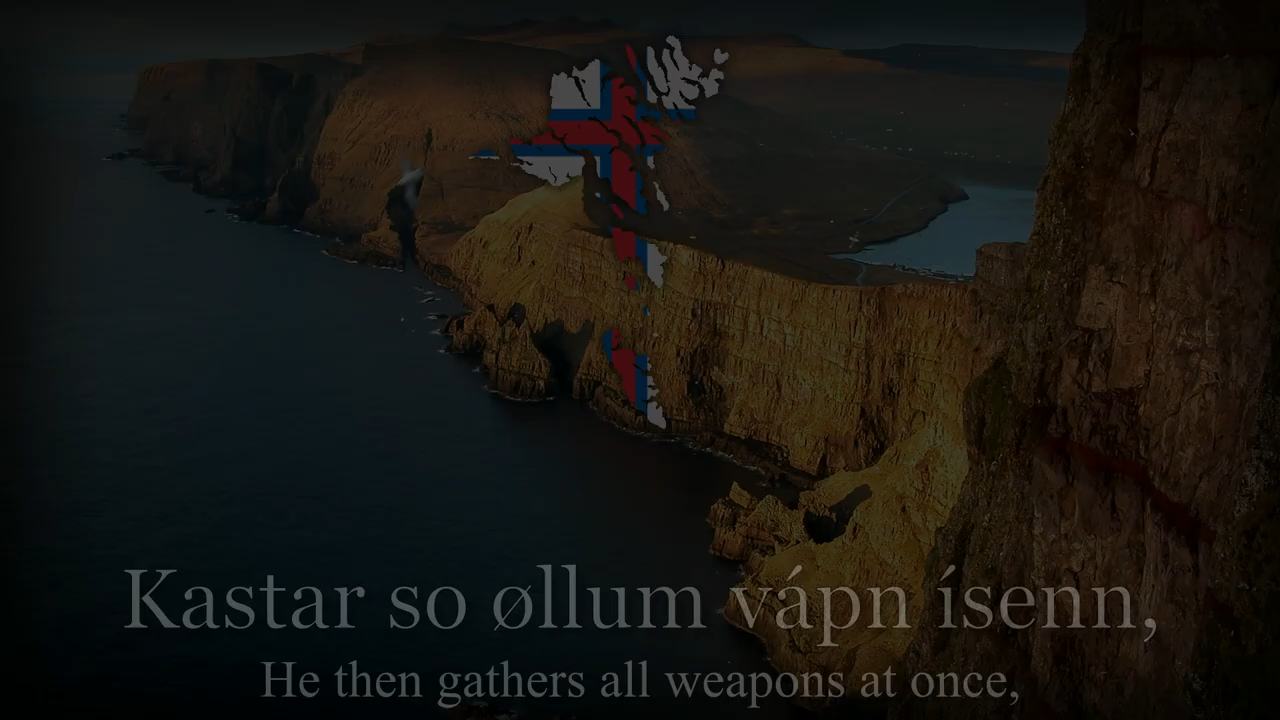 Kastar so øllum vápn ísenn,
He then gathers all weapons at once,